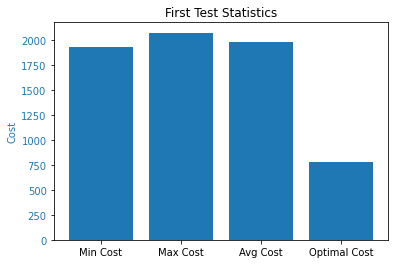 First Test Statistics
2000
1750
1500
1250
1000
750
500
250
0
Cost
Min Cost
Max Cost
Avg Cost
Optimal Cost